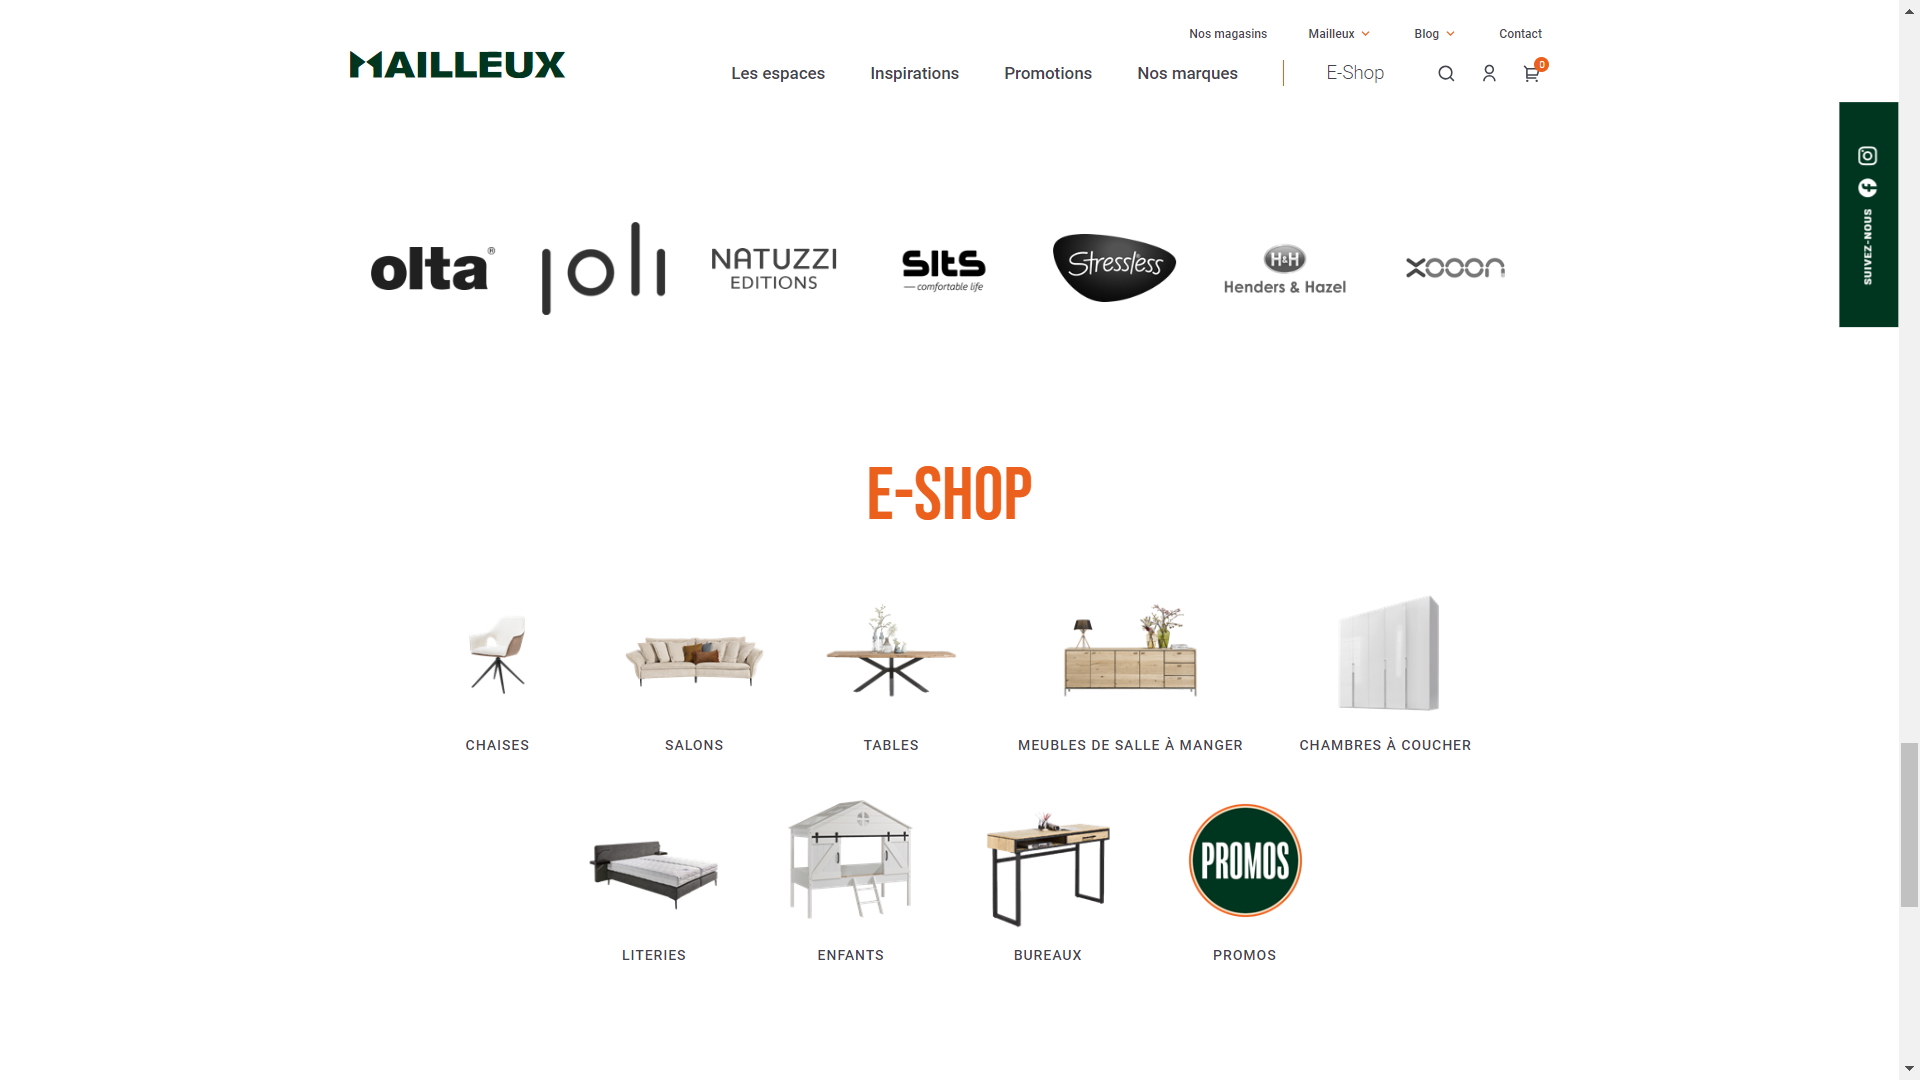 Nos magasins Mailleux Blog Contact
MAILLEUX
Les espaces Inspirations Promotions Nos marques E-Shop 0
SUIVEZ-NOUS
olta® joli NATUZZI EDITIONS sits — comfortable life Stressless H&H Henders & Hazel xooon
E-SHOP
CHAISES SALONS TABLES MEUBLES DE SALLE À MANGER CHAMBRES À COUCHER
PROMOS
LITERIES ENFANTS BUREAUX PROMOS